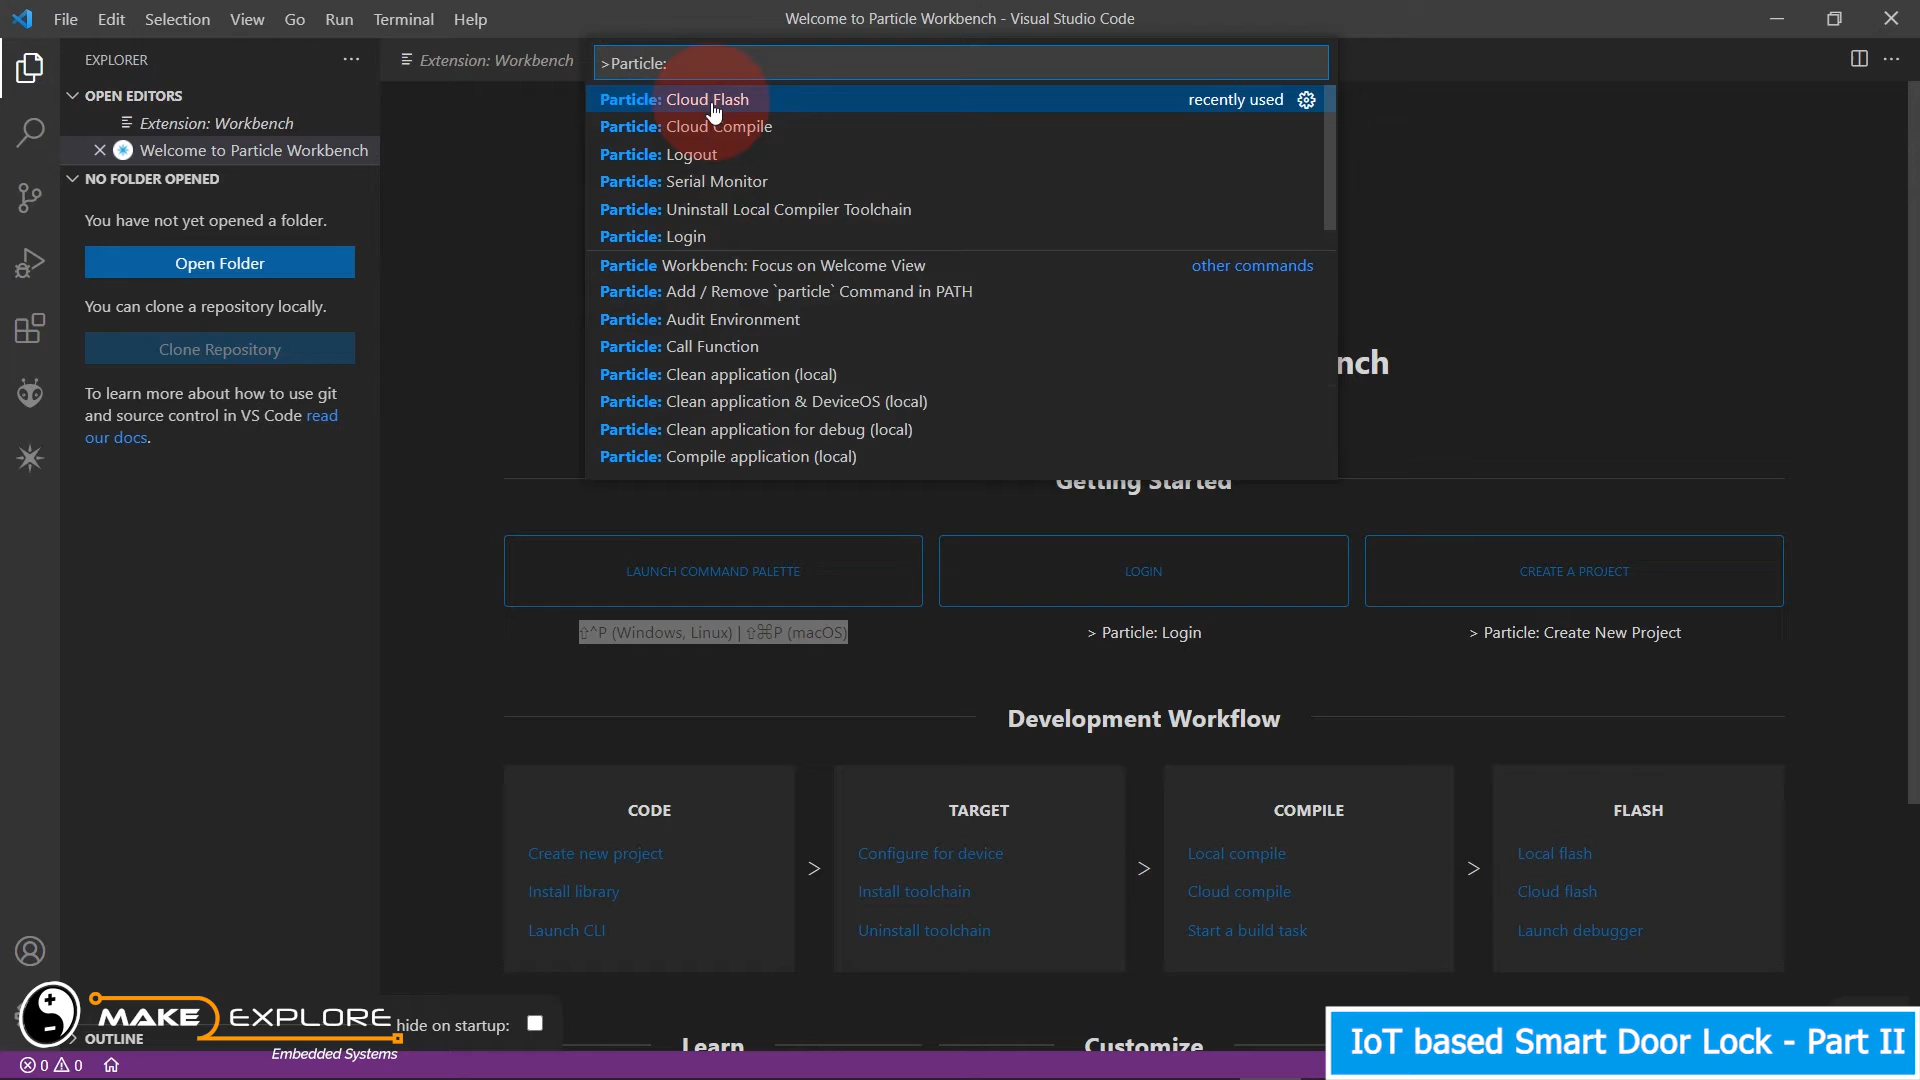 File Edit Selection View Go Run Terminal Help
Welcome to Particle Workbench - Visual Studio Code
EXPLORER
OPEN EDITORS
Extension: Workbench
Welcome to Particle Workbench
NO FOLDER OPENED
You have not yet opened a folder.
Open Folder
You can clone a repository locally.
Clone Repository
To learn more about how to use git
and source control in VS Code read
our docs.
OUTLINE
Extension: Workbench
>Particle:
Particle: Cloud Flash recently used
Particle: Cloud Compile
Particle: Logout
Particle: Serial Monitor
Particle: Uninstall Local Compiler Toolchain
Particle: Login
Particle Workbench: Focus on Welcome View other commands
Particle: Add / Remove `particle` Command in PATH
Particle: Audit Environment
Particle: Call Function
Particle: Clean application (local)
Particle: Clean application & DeviceOS (local)
Particle: Clean application for debug (local)
Particle: Compile application (local)
nch
Getting Started
LAUNCH COMMAND PALETTE
⇧^P (Windows, Linux) | ⇧⌘P (macOS)
LOGIN
> Particle: Login
CREATE A PROJECT
> Particle: Create New Project
Development Workflow
CODE
Create new project
Install library
Launch CLI
>
TARGET
Configure for device
Install toolchain
Uninstall toolchain
>
COMPILE
Local compile
Cloud compile
Start a build task
>
FLASH
Local flash
Cloud flash
Launch debugger
hide on startup:
Learn
Customize
MAKE EXPLORE
Embedded Systems
IoT based Smart Door Lock - Part II
0 0